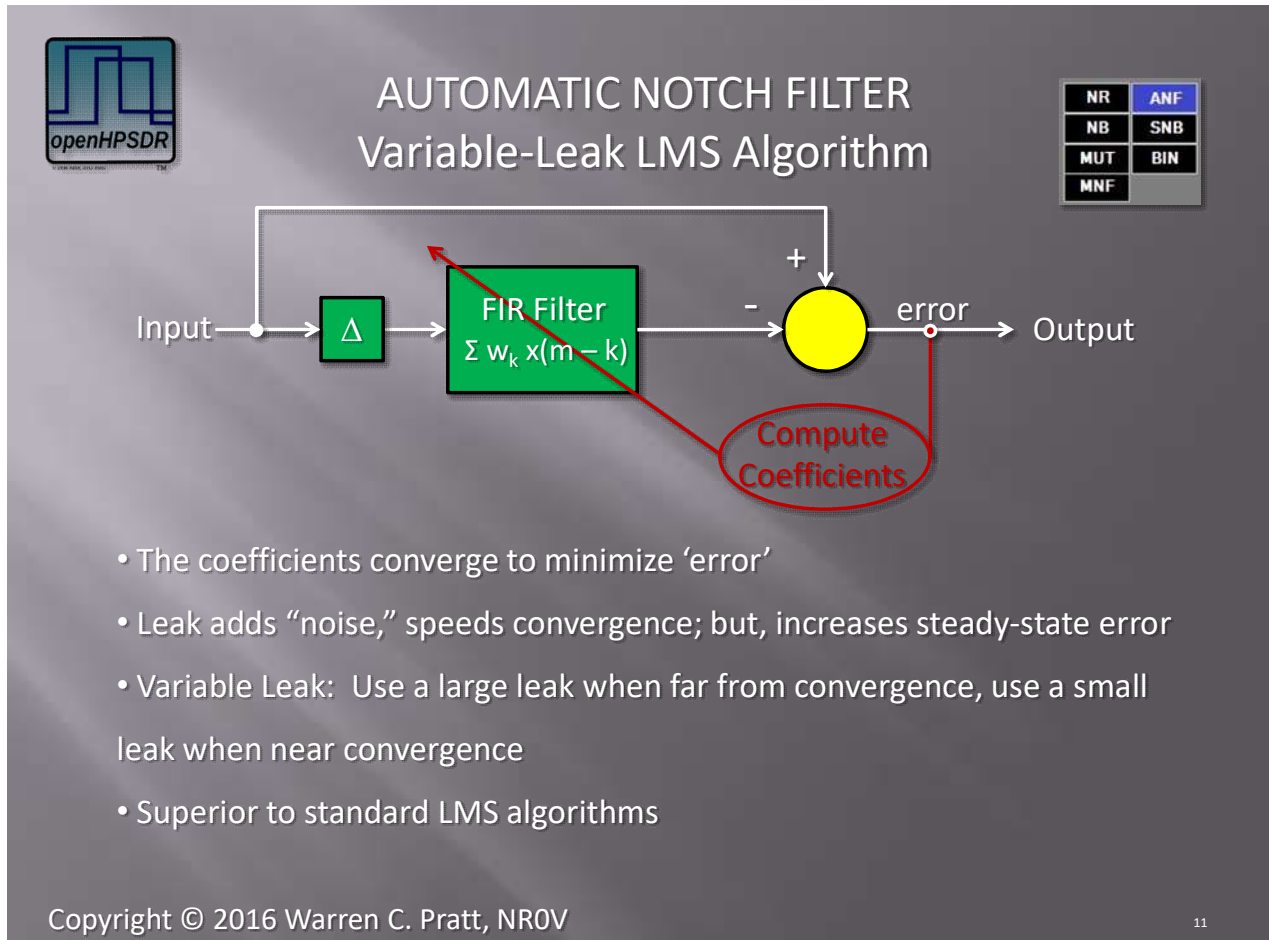 openHPSDR
TM
AUTOMATIC NOTCH FILTER
Variable-Leak LMS Algorithm
NR ANF
NB SNB
MUT BIN
MNF
+
-
Input
Δ
FIR Filter
Σ wₖ x(m – k)
error
Output
Compute
Coefficients
• The coefficients converge to minimize ‘error’
• Leak adds “noise,” speeds convergence; but, increases steady-state error
• Variable Leak: Use a large leak when far from convergence, use a small
leak when near convergence
• Superior to standard LMS algorithms
Copyright © 2016 Warren C. Pratt, NR0V
11